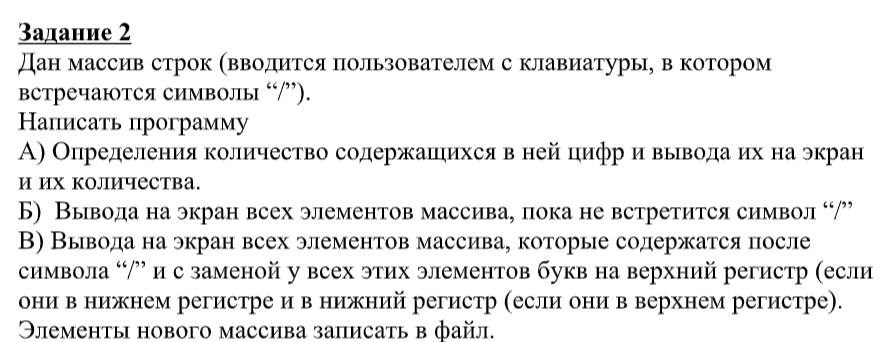 Задание 2
Дан массив строк (вводится пользователем с клавиатуры, в котором
встречаются символы “/”).
Написать программу
А) Определения количество содержащихся в ней цифр и вывода их на экран
и их количества.
Б) Вывода на экран всех элементов массива, пока не встретится символ “/”
В) Вывода на экран всех элементов массива, которые содержатся после
символа “/” и с заменой у всех этих элементов букв на верхний регистр (если
они в нижнем регистре и в нижний регистр (если они в верхнем регистре).
Элементы нового массива записать в файл.